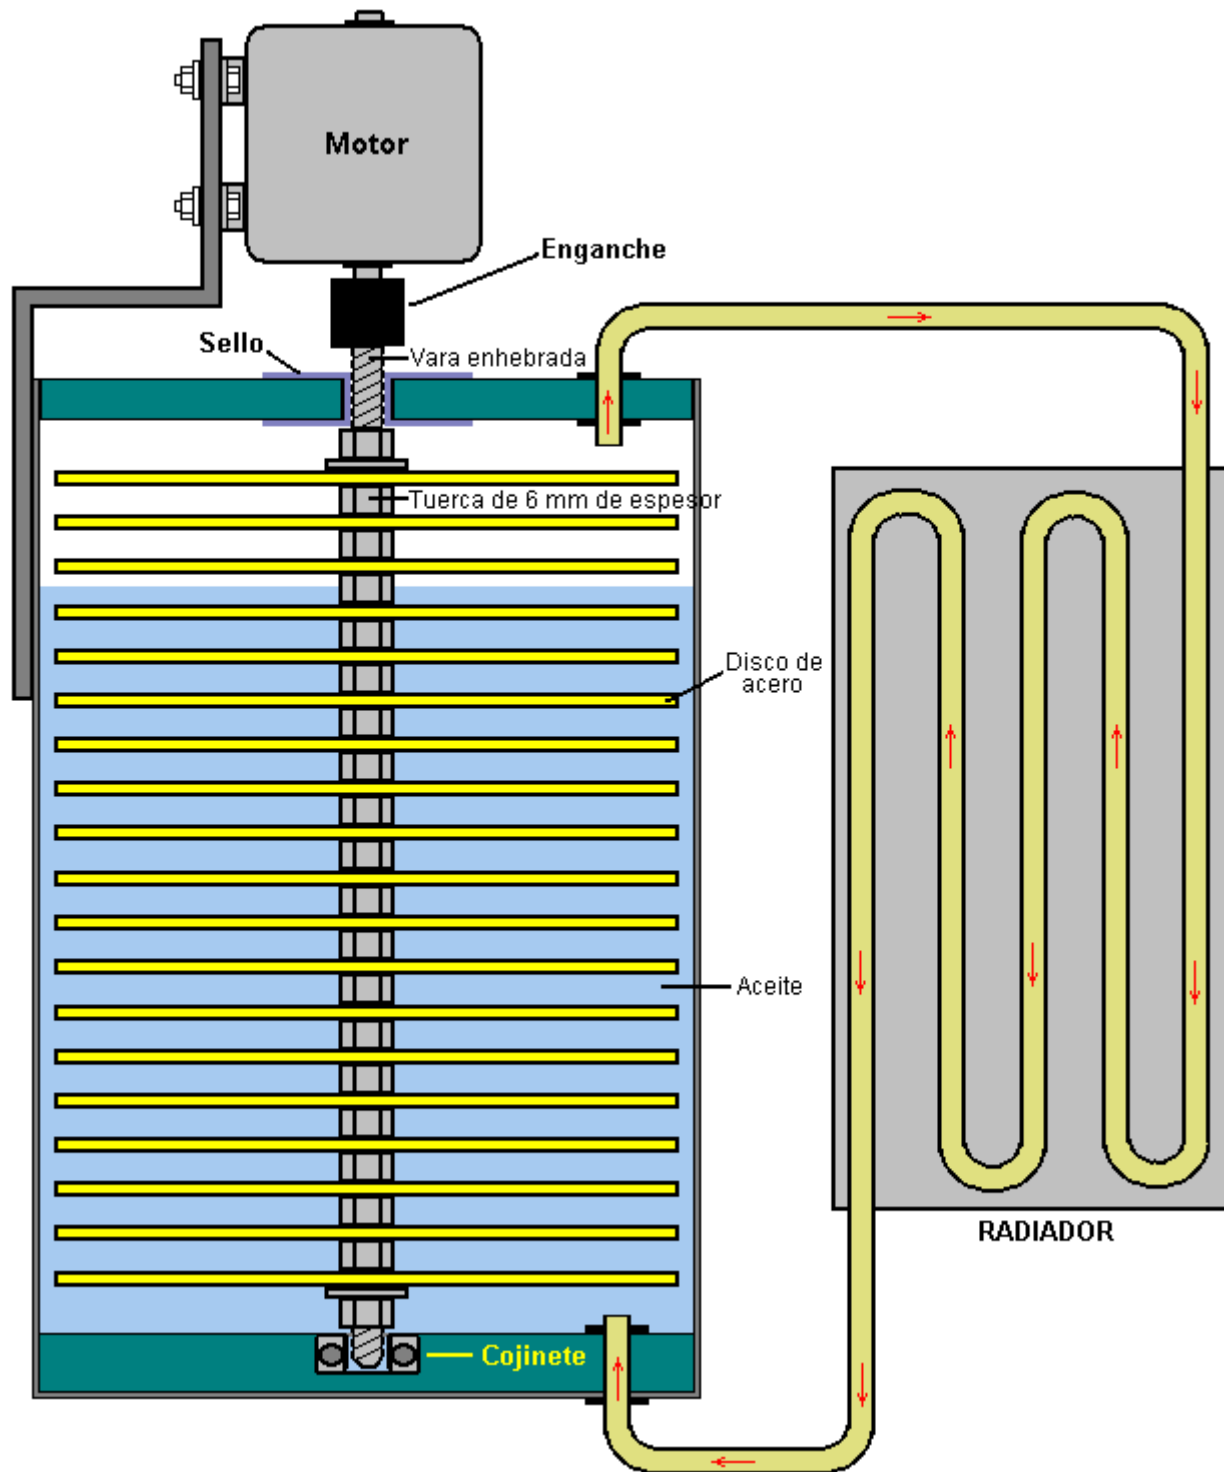 Motor
Enganche
Sello
Vara enhebrada
Tuerca de 6 mm de espesor
Disco de
acero
Aceite
RADIADOR
Cojinete